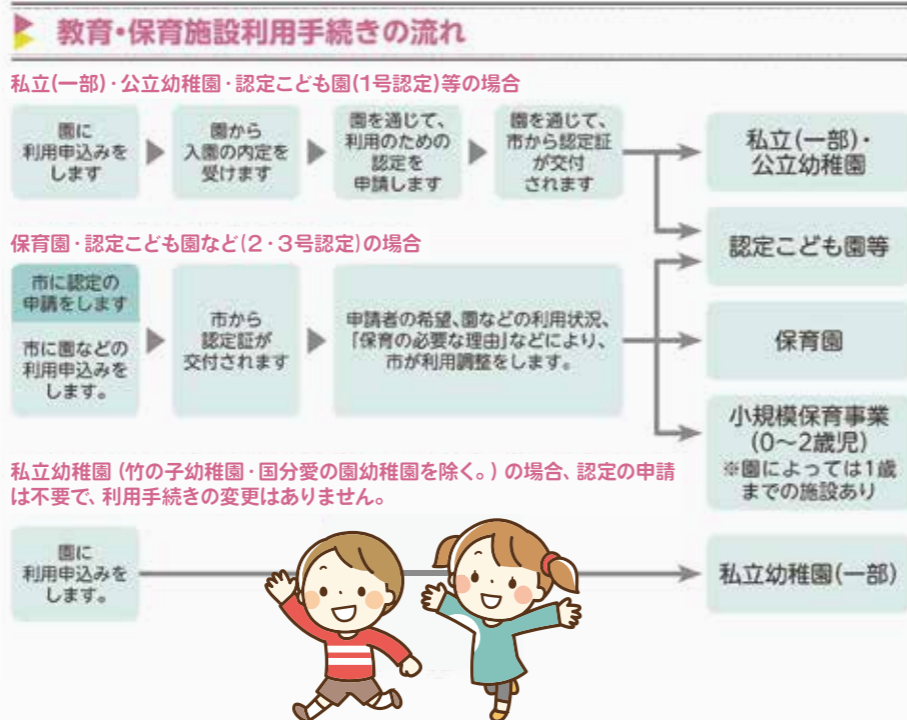 教育・保育施設利用手続きの流れ
私立(一部)・公立幼稚園・認定こども園(1号認定)等の場合
園に
利用申込みを
します
園から
入園の内定を
受けます
園を通じて、
利用のための
認定を
申請します
園を通じて、
市から認定証
が交付
されます
私立(一部)・
公立幼稚園
認定こども園等
保育園・認定こども園など(2・3号認定)の場合
市に認定の
申請をします
市に園などの
利用申込みを
します。
市から
認定証が
交付されます
申請者の希望、園などの利用状況、
「保育の必要な理由」などにより、
市が利用調整をします。
保育園
小規模保育事業
(0～2歳児)
※園によっては1歳
までの施設あり
私立幼稚園(竹の子幼稚園・国分愛の園幼稚園を除く。)の場合、認定の申請
は不要で、利用手続きの変更はありません。
園に
利用申込みを
します。
私立幼稚園(一部)